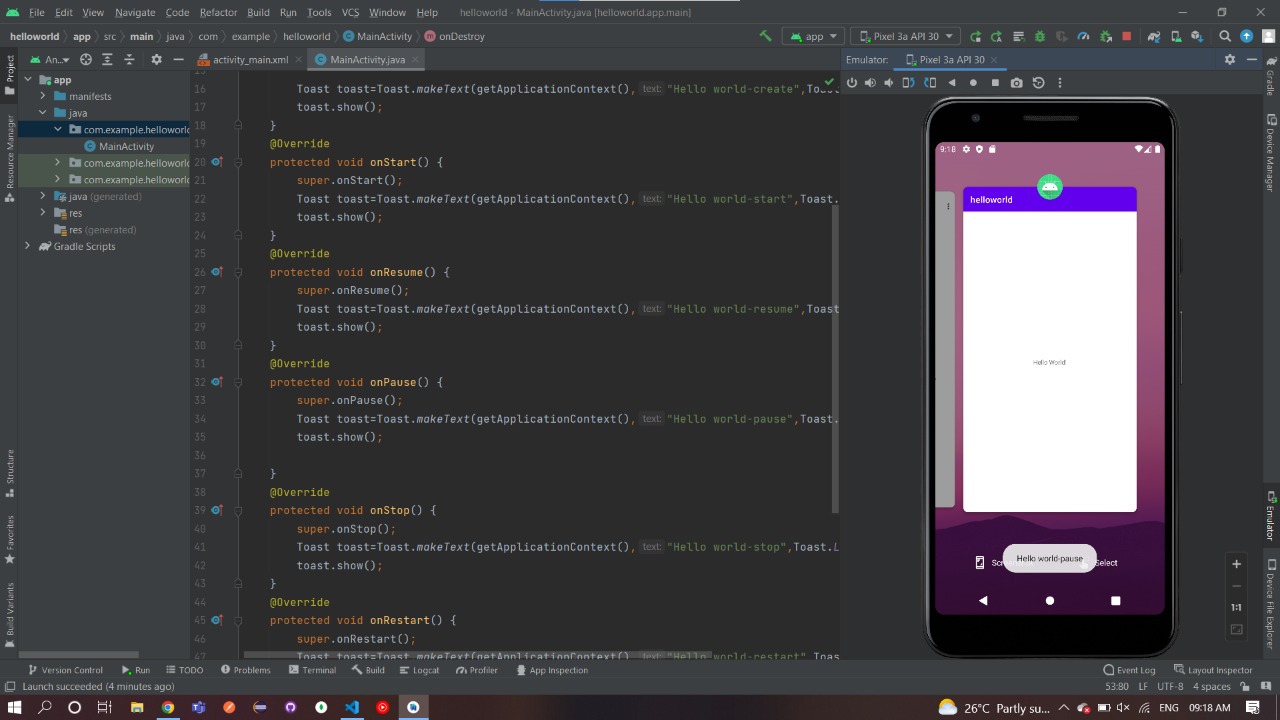 File Edit View Navigate Code Refactor Build Run Tools VCS Window Help helloworld - MainActivity.java [helloworld.app.main]
helloworld app src main java com example helloworld MainActivity onDestroy app Pixel 3a API 30
An... activity_main.xml MainActivity.java Emulator: Pixel 3a API 30
Project
Resource Manager
Structure
Favorites
Build Variants
app
manifests
java
com.example.helloworld
MainActivity
com.example.helloworld
com.example.helloworld
java (generated)
res
res (generated)
Gradle Scripts
16 Toast toast=Toast.makeText(getApplicationContext(), text: "Hello world-create",Toast
17 toast.show();
18 }
19 @Override
20 protected void onStart() {
21 super.onStart();
22 Toast toast=Toast.makeText(getApplicationContext(), text: "Hello world-start",Toast.
23 toast.show();
24 }
25 @Override
26 protected void onResume() {
27 super.onResume();
28 Toast toast=Toast.makeText(getApplicationContext(), text: "Hello world-resume",Toast
29 toast.show();
30 }
31 @Override
32 protected void onPause() {
33 super.onPause();
34 Toast toast=Toast.makeText(getApplicationContext(), text: "Hello world-pause",Toast.
35 toast.show();
36
37 }
38 @Override
39 protected void onStop() {
40 super.onStop();
41 Toast toast=Toast.makeText(getApplicationContext(), text: "Hello world-stop",Toast.L
42 toast.show();
43 }
44 @Override
45 protected void onRestart() {
46 super.onRestart();
47 Toast toast=Toast.makeText(getApplicationContext(), text: "Hello world-restart",Toast
9:18
helloworld
Hello World!
Hello world-pause
Select
1:1
Gradle
Device Manager
Emulator
Device File Explorer
Version Control Run TODO Problems Terminal Build Logcat Profiler App Inspection Event Log Layout Inspector
Launch succeeded (4 minutes ago) 53:80 LF UTF-8 4 spaces
26°C Partly su... ENG 09:18 AM